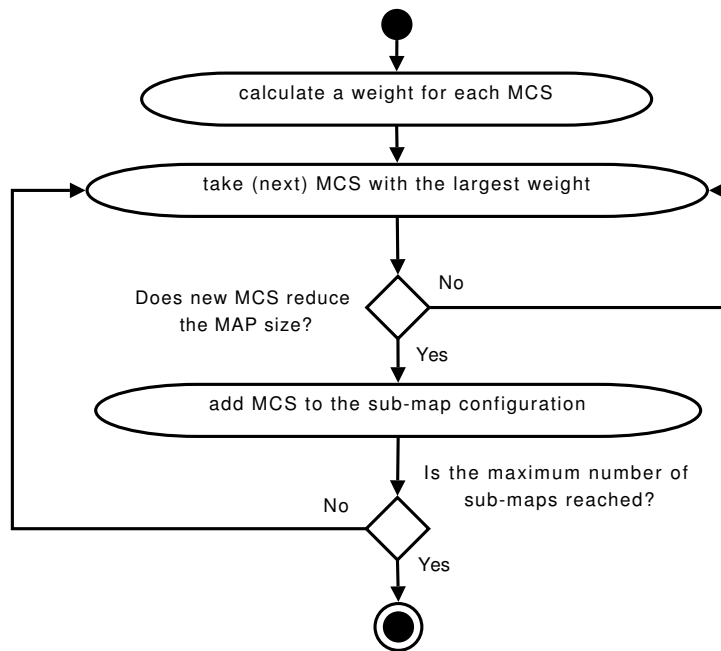 calculate a weight for each MCS
take (next) MCS with the largest weight
No
Does new MCS reduce
the MAP size?
Yes
add MCS to the sub-map configuration
Is the maximum number of
sub-maps reached?
No
Yes